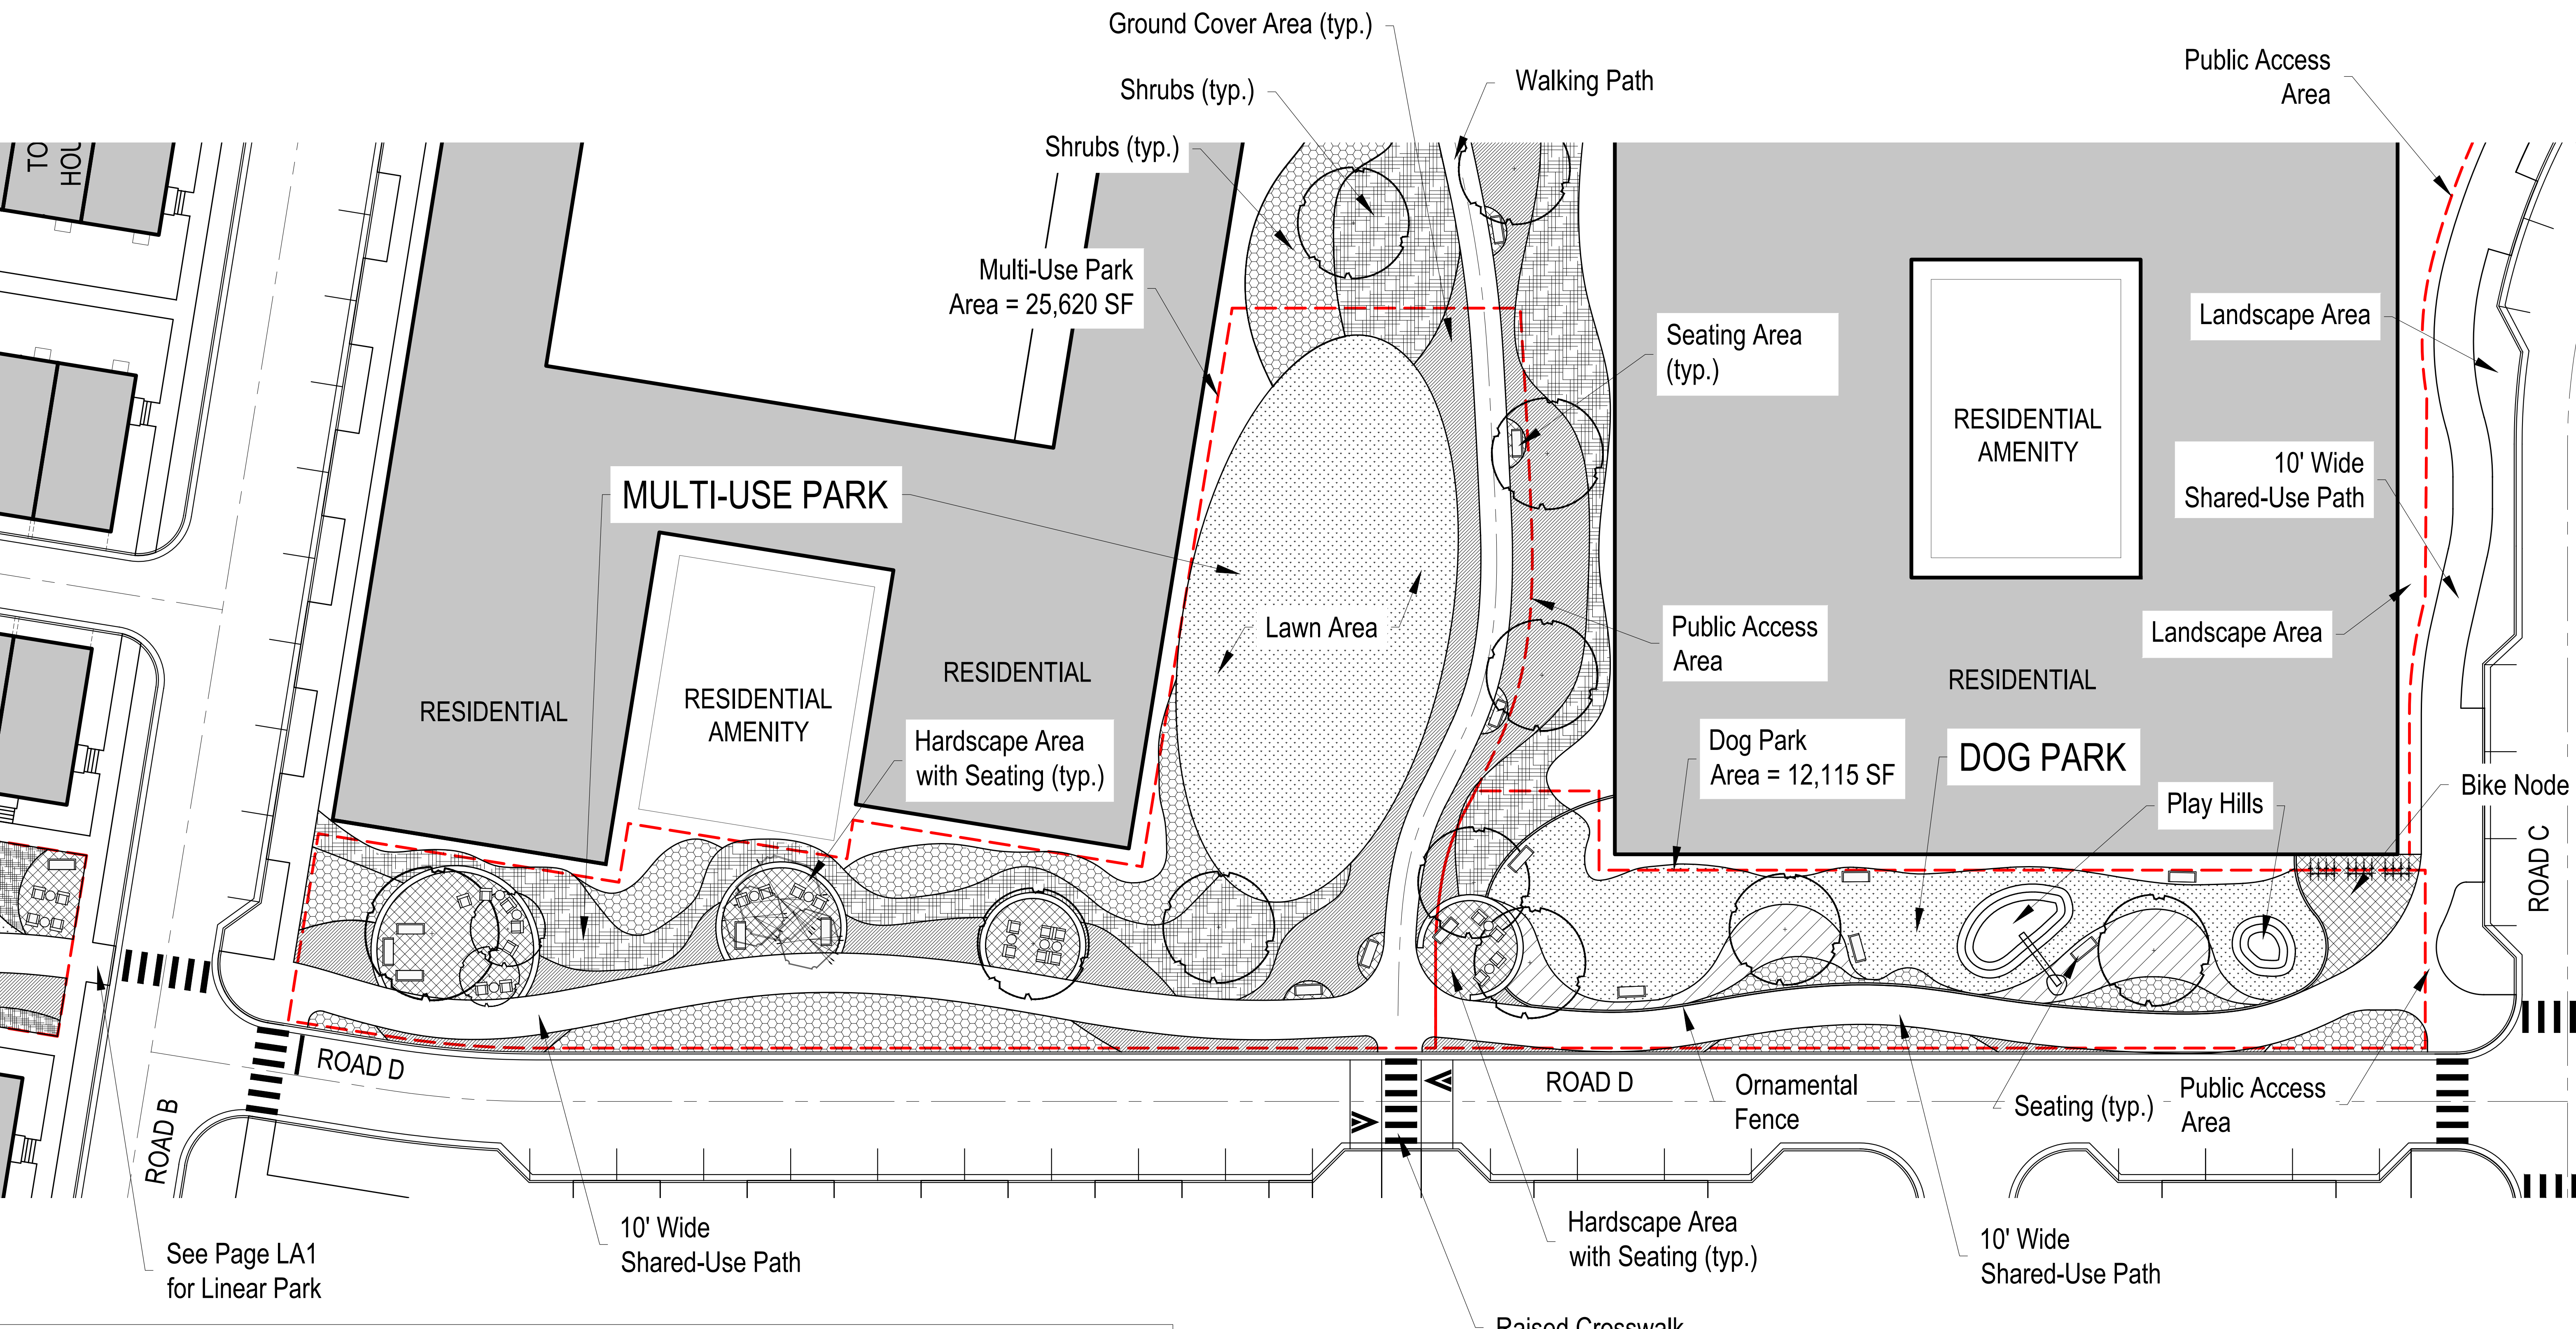 Ground Cover Area (typ.)
Walking Path
Public Access
Area
Shrubs (typ.)
Shrubs (typ.)
Multi-Use Park
Area = 25,620 SF
Landscape Area
Seating Area
(typ.)
RESIDENTIAL
AMENITY
10' Wide
Shared-Use Path
MULTI-USE PARK
Lawn Area
Public Access
Area
Landscape Area
RESIDENTIAL
RESIDENTIAL
AMENITY
RESIDENTIAL
RESIDENTIAL
Hardscape Area
with Seating (typ.)
Dog Park
Area = 12,115 SF
DOG PARK
Play Hills
Bike Node
ROAD C
ROAD D
ROAD B
ROAD D
Ornamental
Fence
Seating (typ.)
Public Access
Area
See Page LA1
for Linear Park
10' Wide
Shared-Use Path
Hardscape Area
with Seating (typ.)
10' Wide
Shared-Use Path
Raised Crosswalk